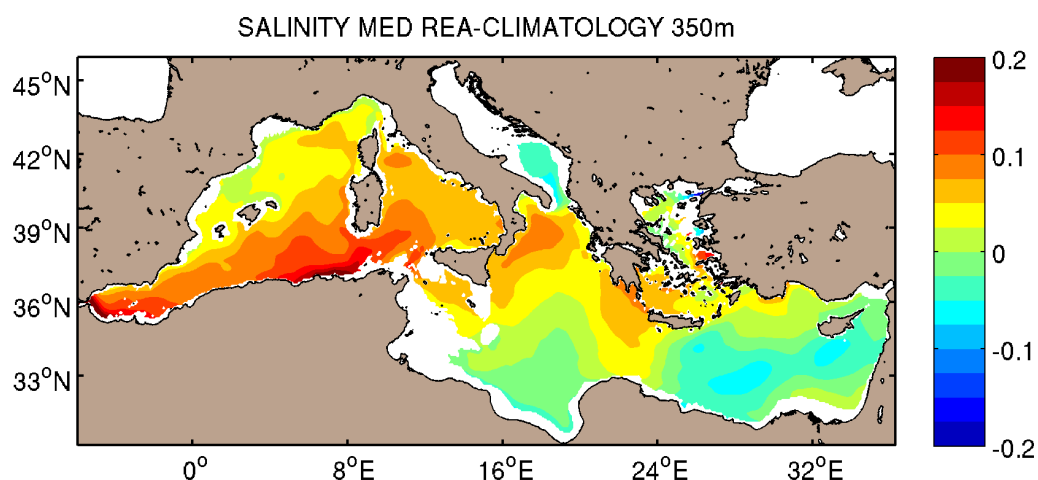 SALINITY MED REA-CLIMATOLOGY 350m
45°N
42°N
39°N
36°N
33°N
0°
8°E
16°E
24°E
32°E
0.2
0.1
0
-0.1
-0.2